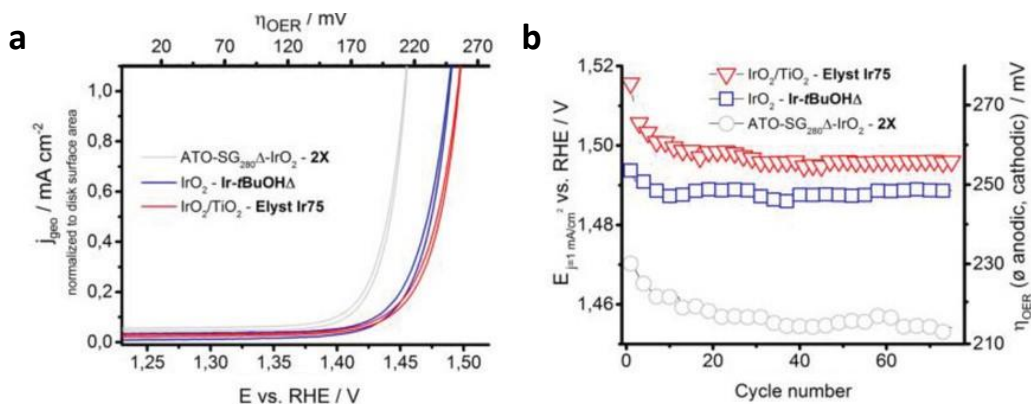 a
η_OER / mV
20 70 120 170 220 270
1,0
0,8
0,6
0,4
0,2
0,0
j_geo / mA cm⁻²
normalized to disk surface area
ATO-SG₂₈₀Δ-IrO₂ - 2X
IrO₂ - Ir-tBuOHΔ
IrO₂/TiO₂ - Elyst Ir75
1,25 1,30 1,35 1,40 1,45 1,50
E vs. RHE / V
b
1,52
1,50
1,48
1,46
E_j=1 mA/cm² vs. RHE / V
IrO₂/TiO₂ - Elyst Ir75
IrO₂ - Ir-tBuOHΔ
ATO-SG₂₈₀Δ-IrO₂ - 2X
270
250
230
210
η_OER (ø anodic, cathodic) / mV
0 20 40 60
Cycle number